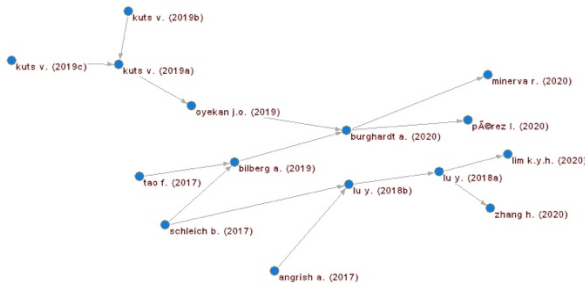 kuts v. (2019b)
kuts v. (2019c)
kuts v. (2019a)
minerva r. (2020)
oyekan j.o. (2019)
pÃ©rez l. (2020)
burghardt a. (2020)
lim k.y.h. (2020)
bilberg a. (2019)
tao f. (2017)
lu y. (2018a)
lu y. (2018b)
zhang h. (2020)
schleich b. (2017)
angrish a. (2017)